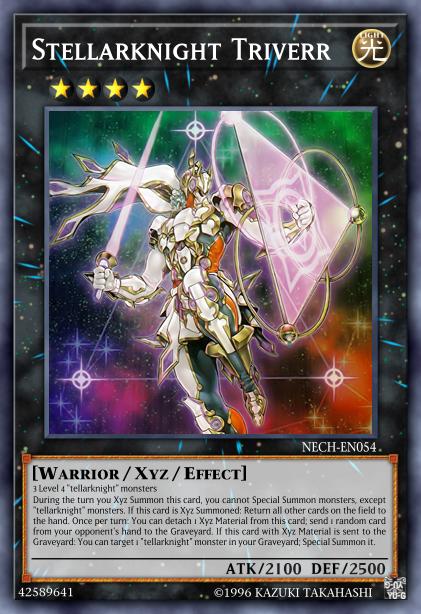 STELLARKNIGHT TRIVERR
LIGHT
光
NECH-EN054
[WARRIOR / XYZ / EFFECT]
3 Level 4 "tellarknight" monsters
During the turn you Xyz Summon this card, you cannot Special Summon monsters, except
"tellarknight" monsters. If this card is Xyz Summoned: Return all other cards on the field to
the hand. Once per turn: You can detach 1 Xyz Material from this card; send 1 random card
from your opponent's hand to the Graveyard. If this card with Xyz Material is sent to the
Graveyard: You can target 1 "tellarknight" monster in your Graveyard; Special Summon it.
ATK/2100 DEF/2500
42589641
©1996 KAZUKI TAKAHASHI